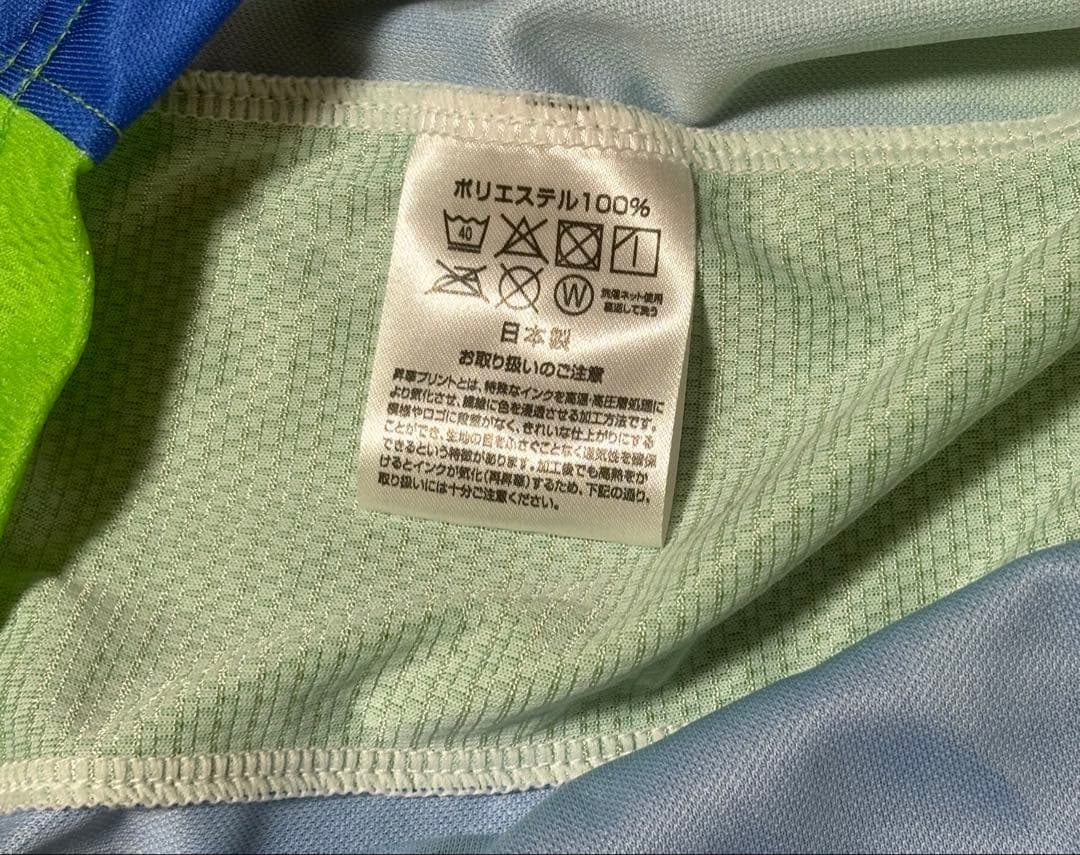 ポリエステル100%
40
W 洗濯ネット使用
裏返して洗う
日本製
お取り扱いのご注意
昇華プリントとは、特殊なインクを高温・高圧着処理に
より気化させ、繊維に色を浸透させる加工方法です。
模様やロゴに段差がなく、きれいな仕上がりにする
ことができ、生地の目をふさぐことなく通気性を確保
できるという特徴があります。加工後でも高熱をか
けるとインクが気化(再昇華)するため、下記の通り、
取り扱いには十分ご注意ください。